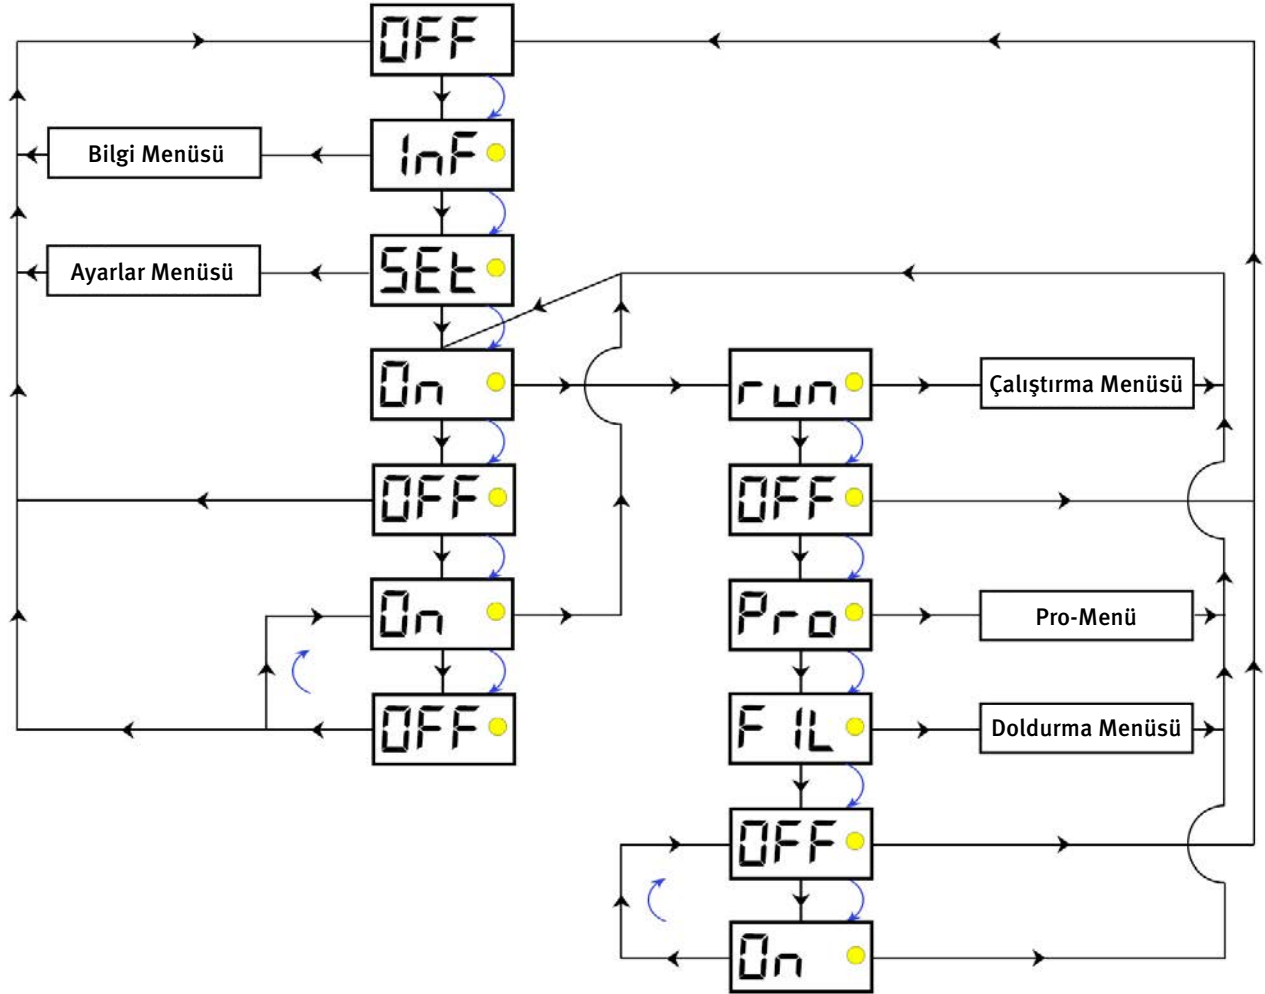 OFF
InF
Bilgi Menüsü
SEt
Ayarlar Menüsü
On
run
Çalıştırma Menüsü
OFF
OFF
On
Pro
Pro-Menü
OFF
FIL
Doldurma Menüsü
OFF
On